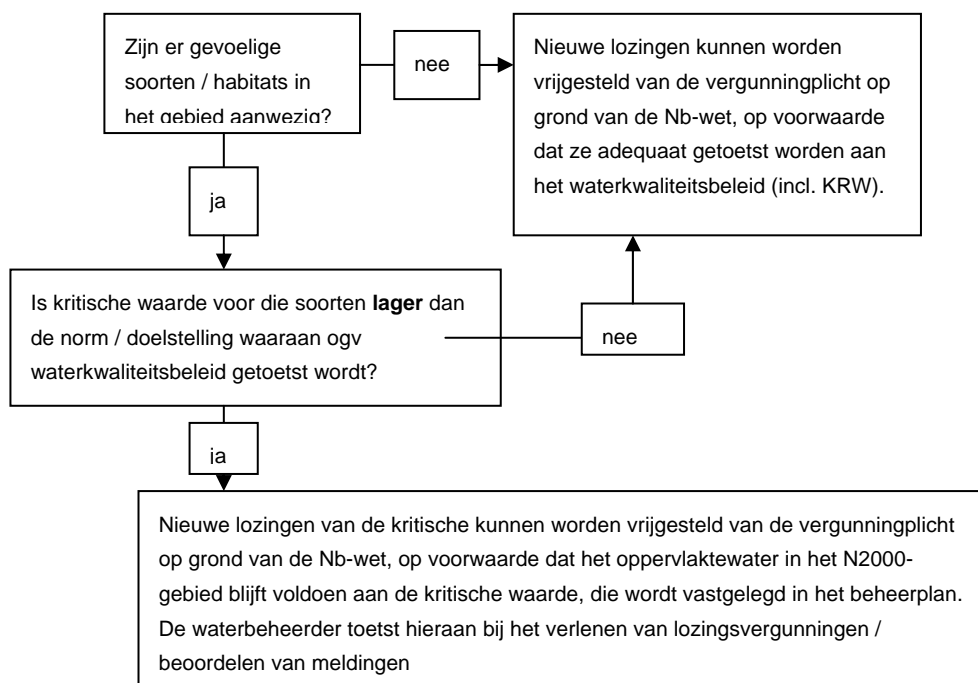 Zijn er gevoelige
soorten / habitats in
het gebied aanwezig?
nee
Nieuwe lozingen kunnen worden
vrijgesteld van de vergunningplicht op
grond van de Nb-wet, op voorwaarde
dat ze adequaat getoetst worden aan
het waterkwaliteitsbeleid (incl. KRW).
ja
Is kritische waarde voor die soorten lager dan
de norm / doelstelling waaraan ogv
waterkwaliteitsbeleid getoetst wordt?
nee
ja
Nieuwe lozingen van de kritische kunnen worden vrijgesteld van de vergunningplicht
op grond van de Nb-wet, op voorwaarde dat het oppervlaktewater in het N2000-
gebied blijft voldoen aan de kritische waarde, die wordt vastgelegd in het beheerplan.
De waterbeheerder toetst hieraan bij het verlenen van lozingsvergunningen /
beoordelen van meldingen